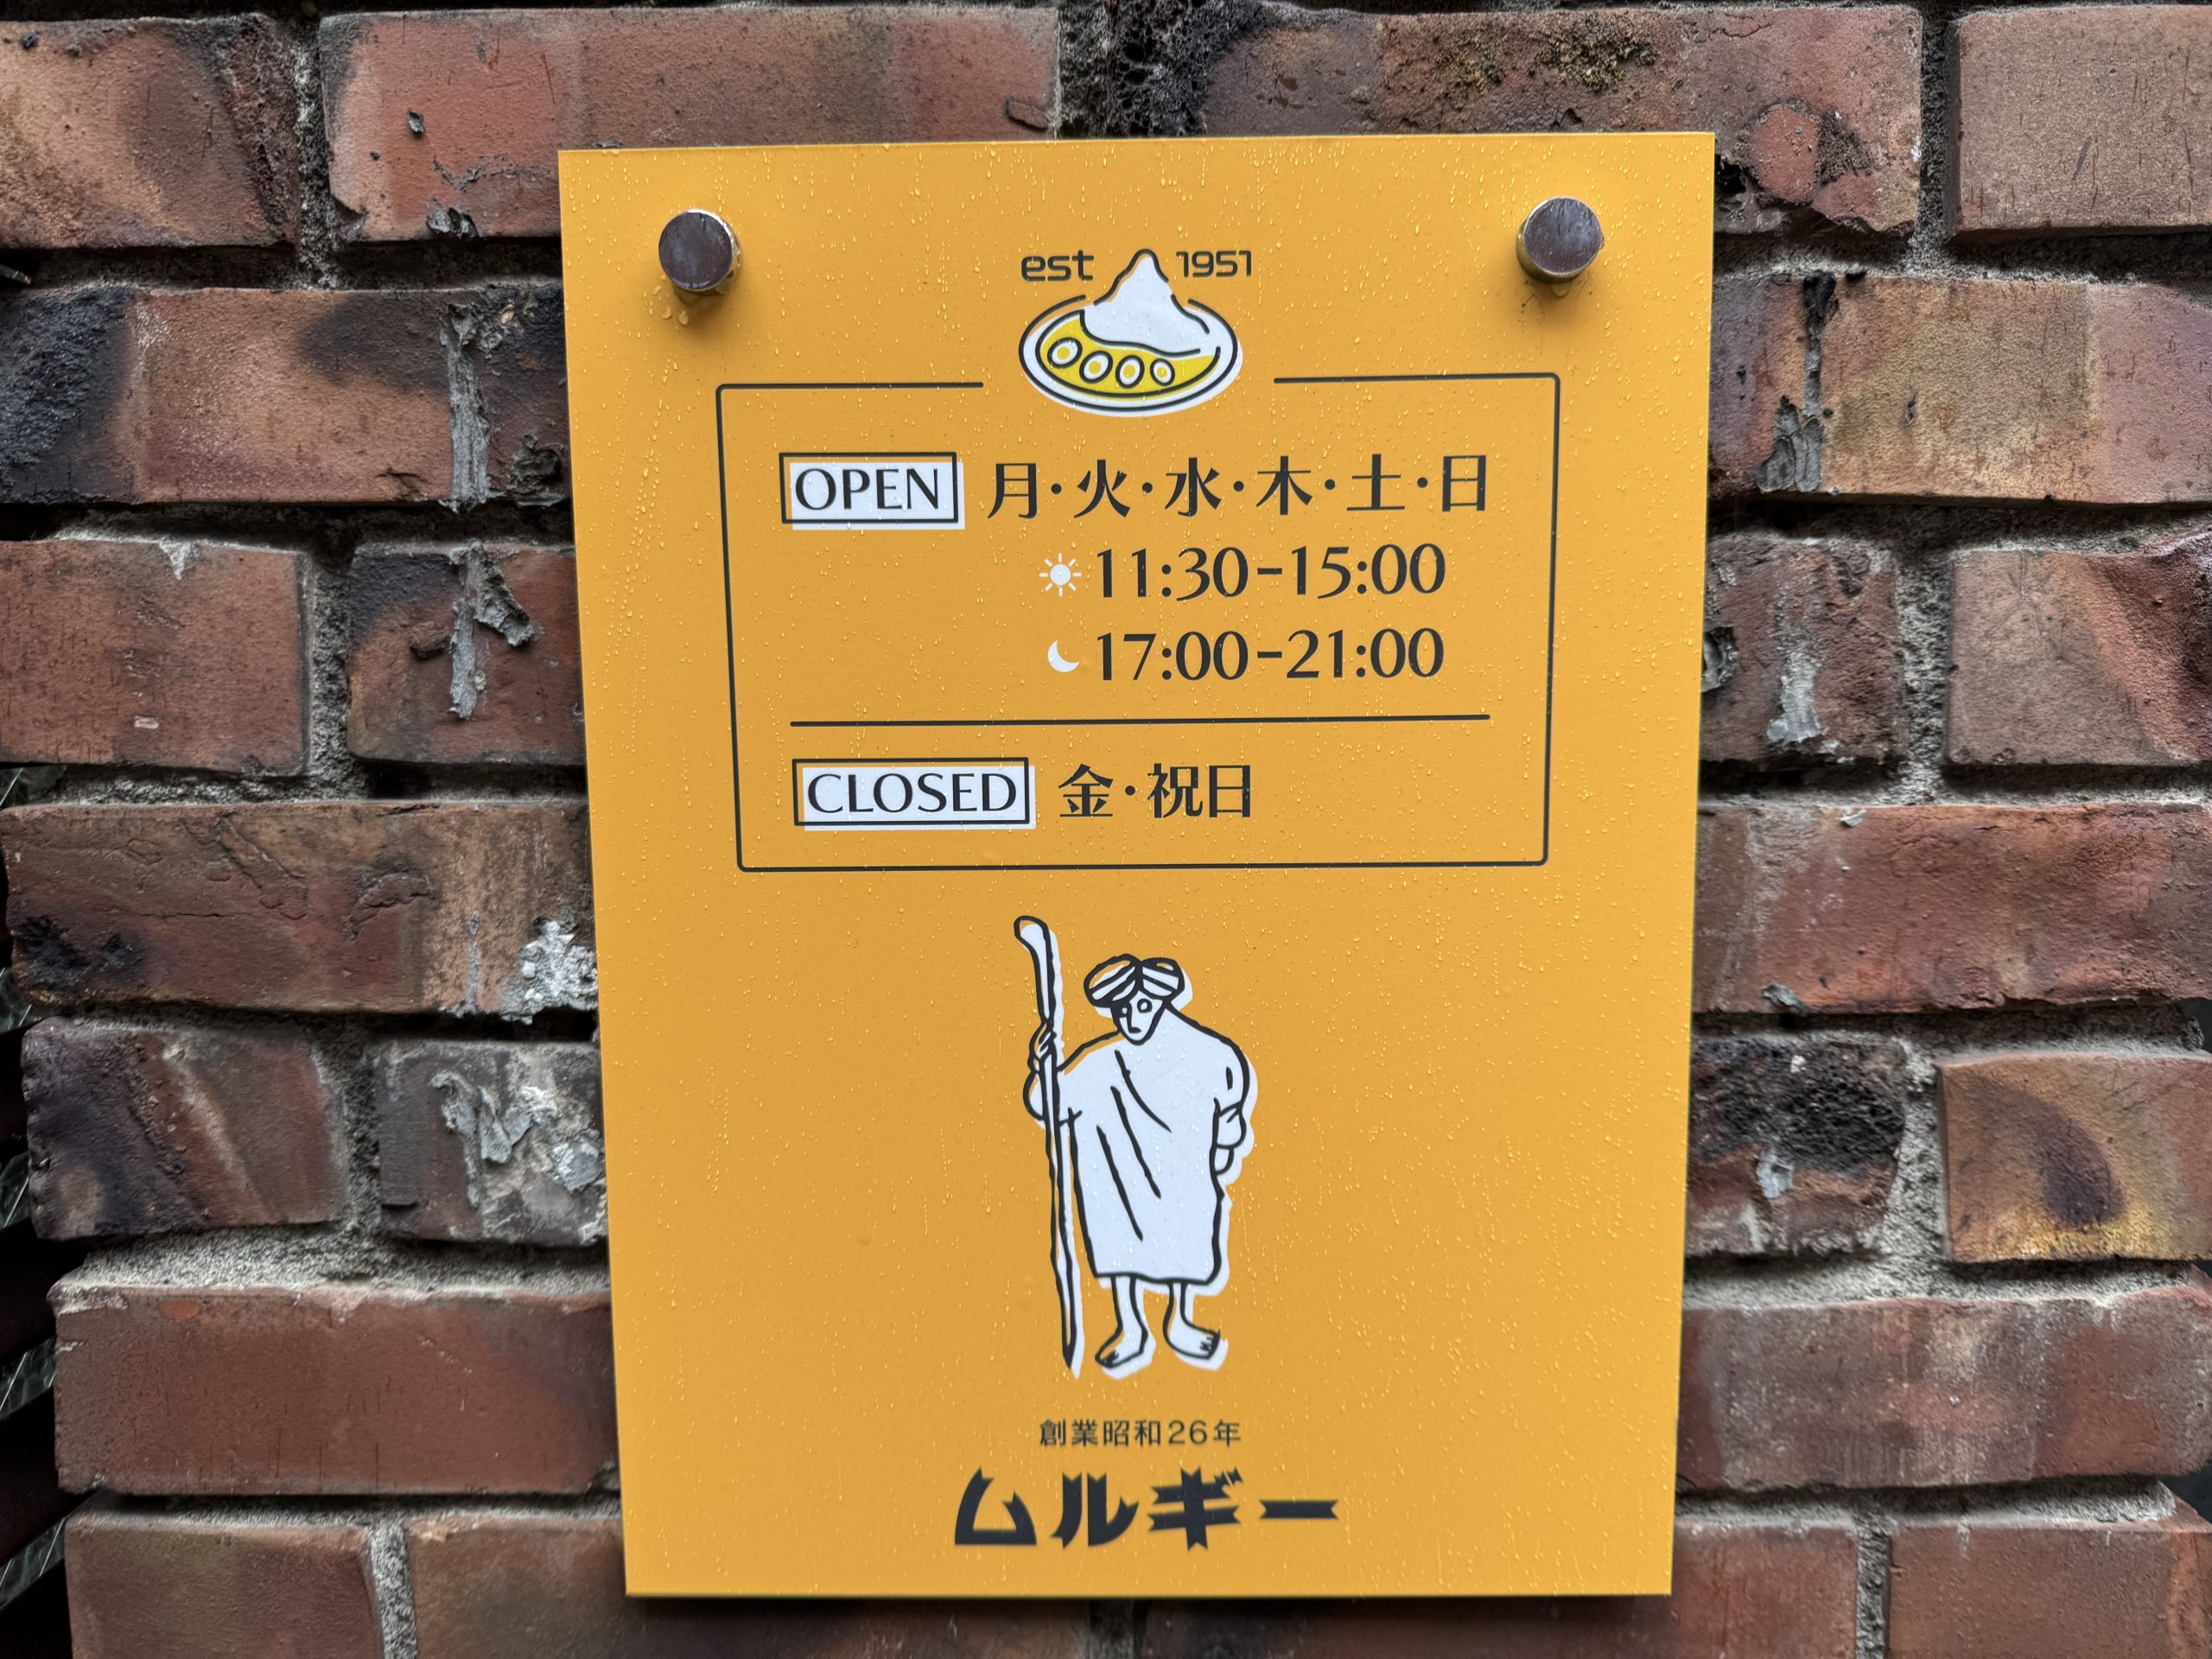 est 1951
OPEN 月・火・水・木・土・日
11:30-15:00
17:00-21:00
CLOSED 金・祝日
創業昭和26年
ムルギー